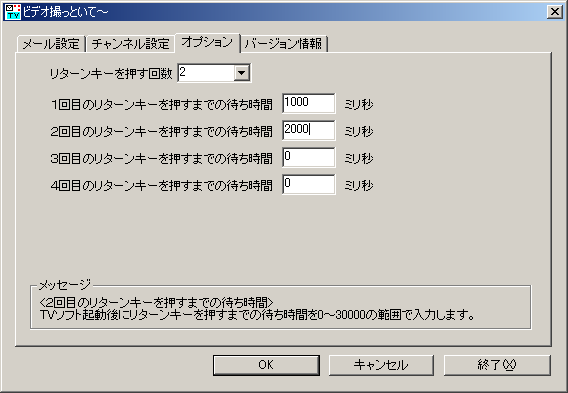 ビデオ撮っといて～
TV
メール設定 チャンネル設定 オプション バージョン情報
リターンキーを押す回数 2
1回目のリターンキーを押すまでの待ち時間 1000 ミリ秒
2回目のリターンキーを押すまでの待ち時間 2000 ミリ秒
3回目のリターンキーを押すまでの待ち時間 0 ミリ秒
4回目のリターンキーを押すまでの待ち時間 0 ミリ秒
メッセージ
<2回目のリターンキーを押すまでの待ち時間>
TVソフト起動後にリターンキーを押すまでの待ち時間を0～30000の範囲で入力します。
OK キャンセル 終了(X)